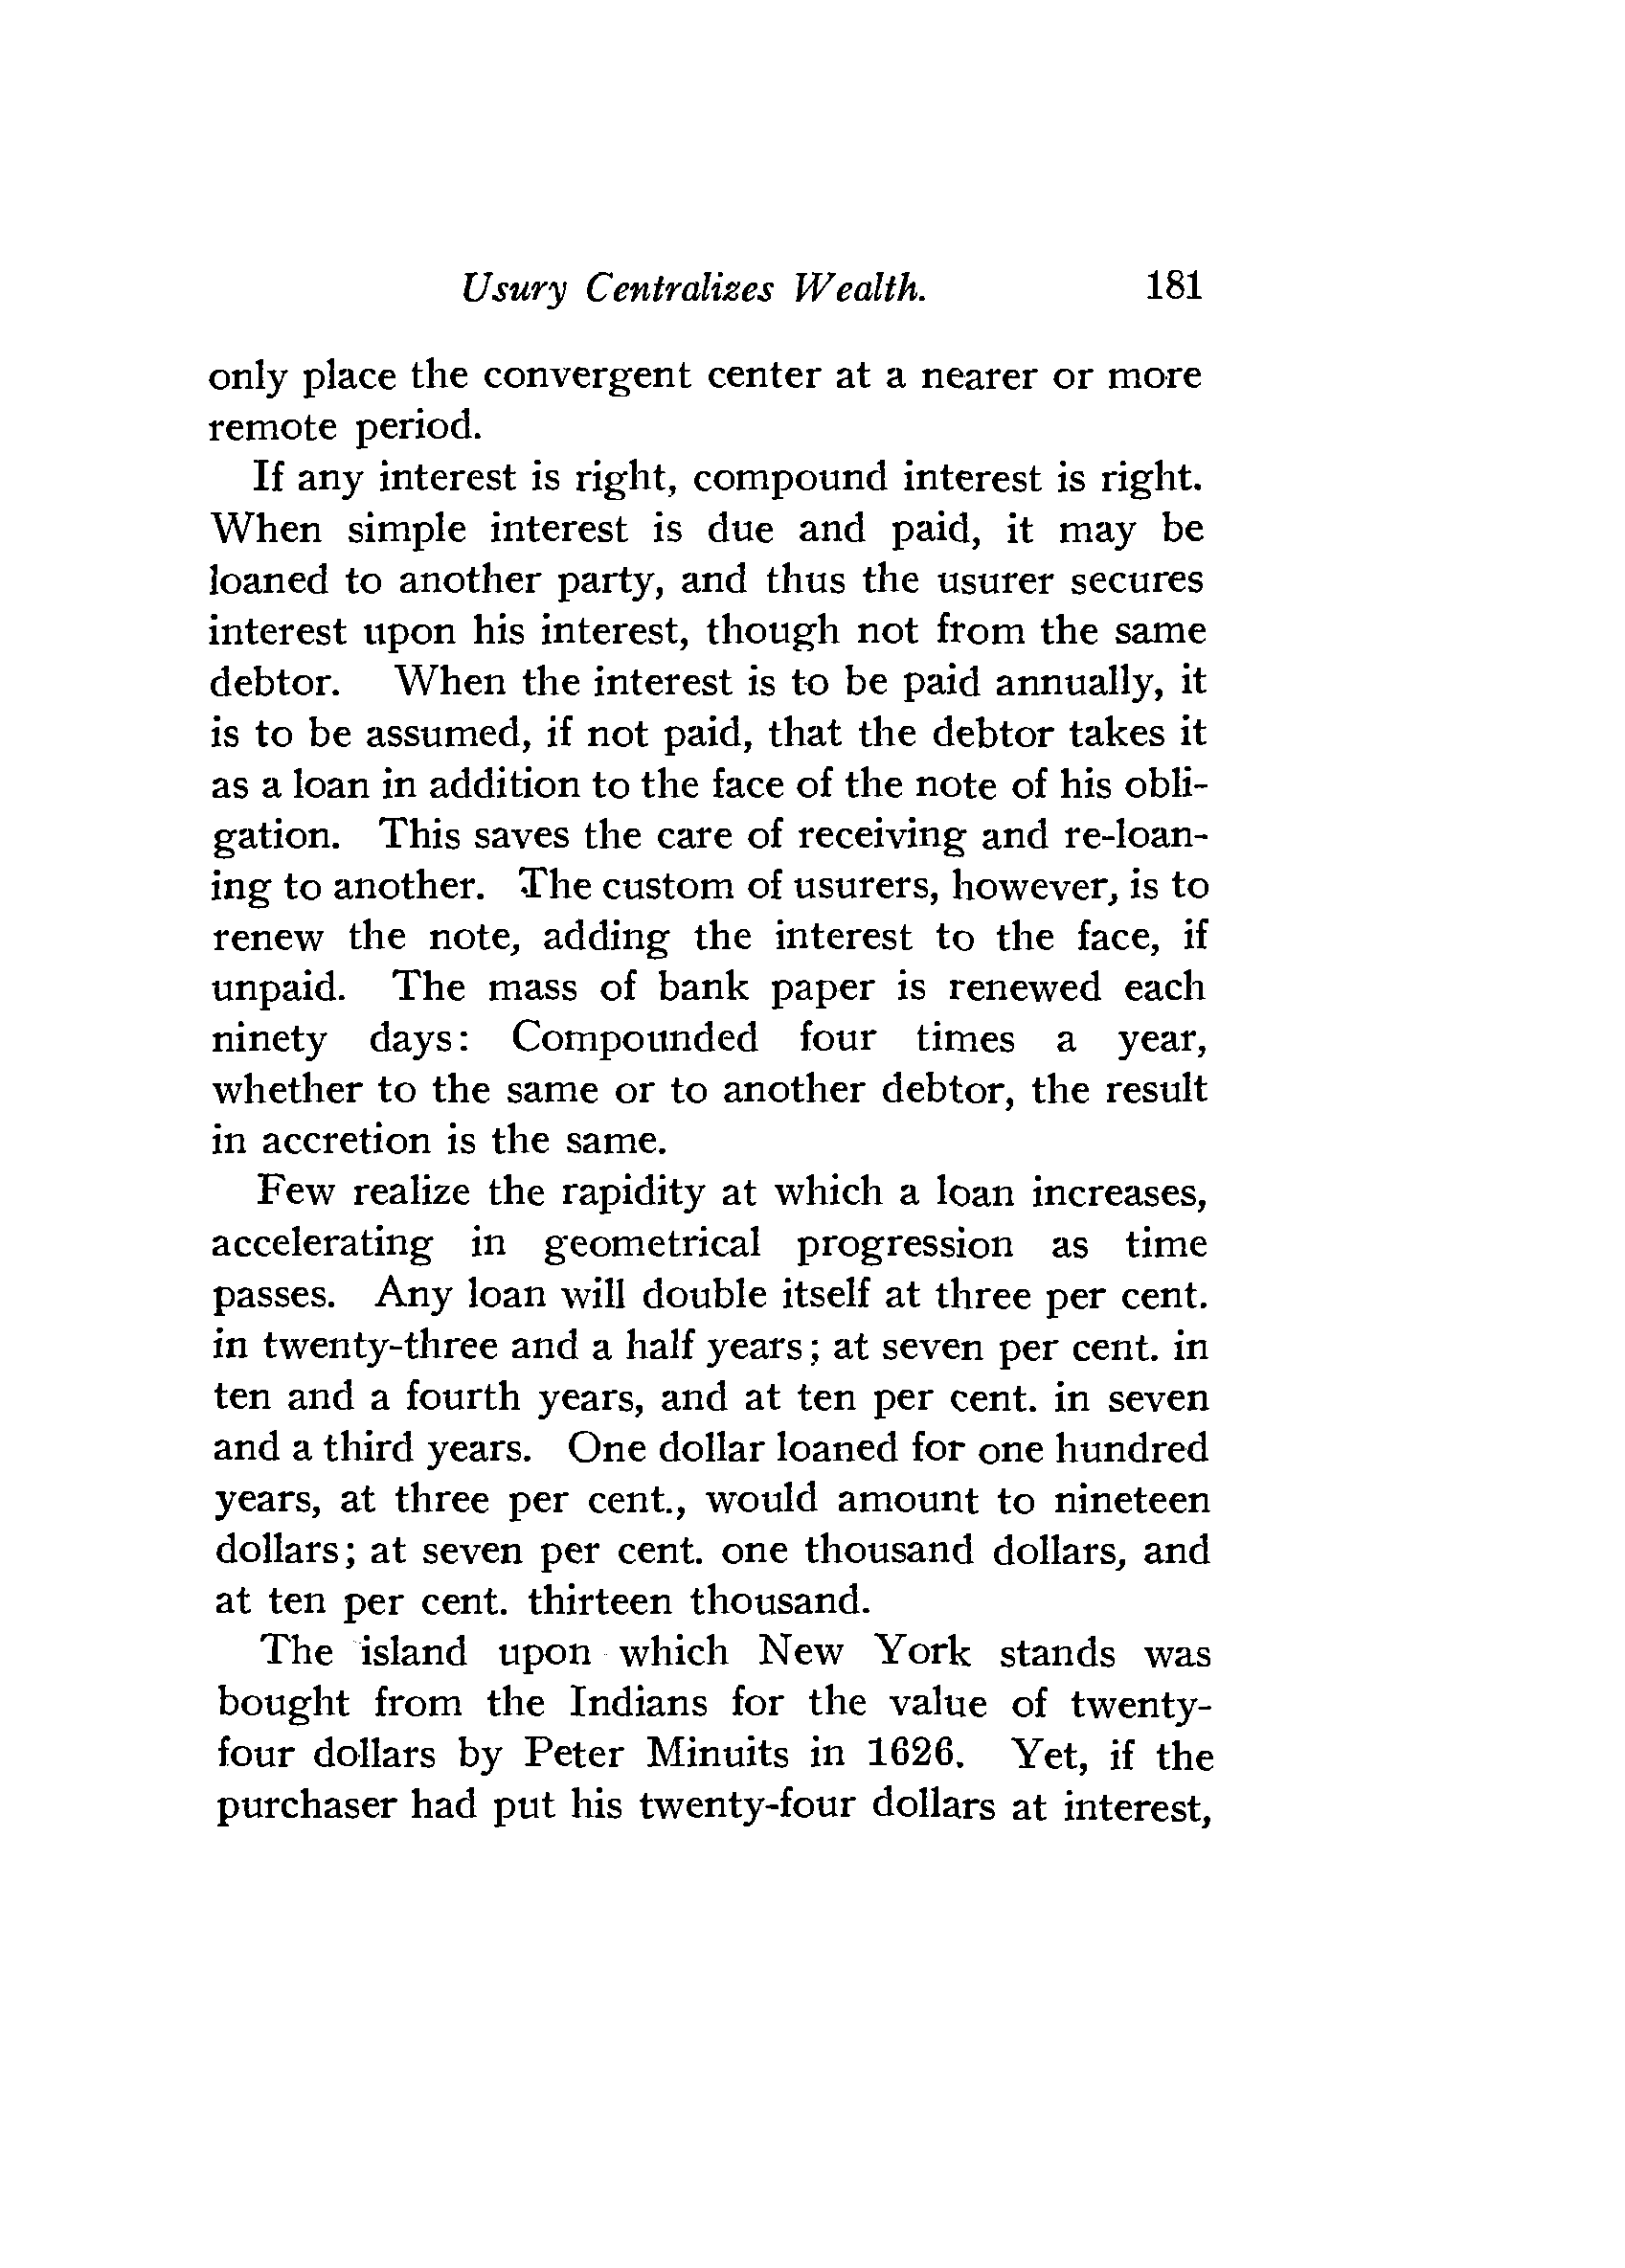 Usury Centralizes Wealth. 181
only place the convergent center at a nearer or more
remote period.
If any interest is right, compound interest is right.
When simple interest is due and paid, it may be
loaned to another party, and thus the usurer secures
interest upon his interest, though not from the same
debtor. When the interest is to be paid annually, it
is to be assumed, if not paid, that the debtor takes it
as a loan in addition to the face of the note of his obli-
gation. This saves the care of receiving and re-loan-
ing to another. The custom of usurers, however, is to
renew the note, adding the interest to the face, if
unpaid. The mass of bank paper is renewed each
ninety days: Compounded four times a year,
whether to the same or to another debtor, the result
in accretion is the same.
Few realize the rapidity at which a loan increases,
accelerating in geometrical progression as time
passes. Any loan will double itself at three per cent.
in twenty-three and a half years; at seven per cent. in
ten and a fourth years, and at ten per cent. in seven
and a third years. One dollar loaned for one hundred
years, at three per cent., would amount to nineteen
dollars; at seven per cent. one thousand dollars, and
at ten per cent. thirteen thousand.
The island upon which New York stands was
bought from the Indians for the value of twenty-
four dollars by Peter Minuits in 1626. Yet, if the
purchaser had put his twenty-four dollars at interest,